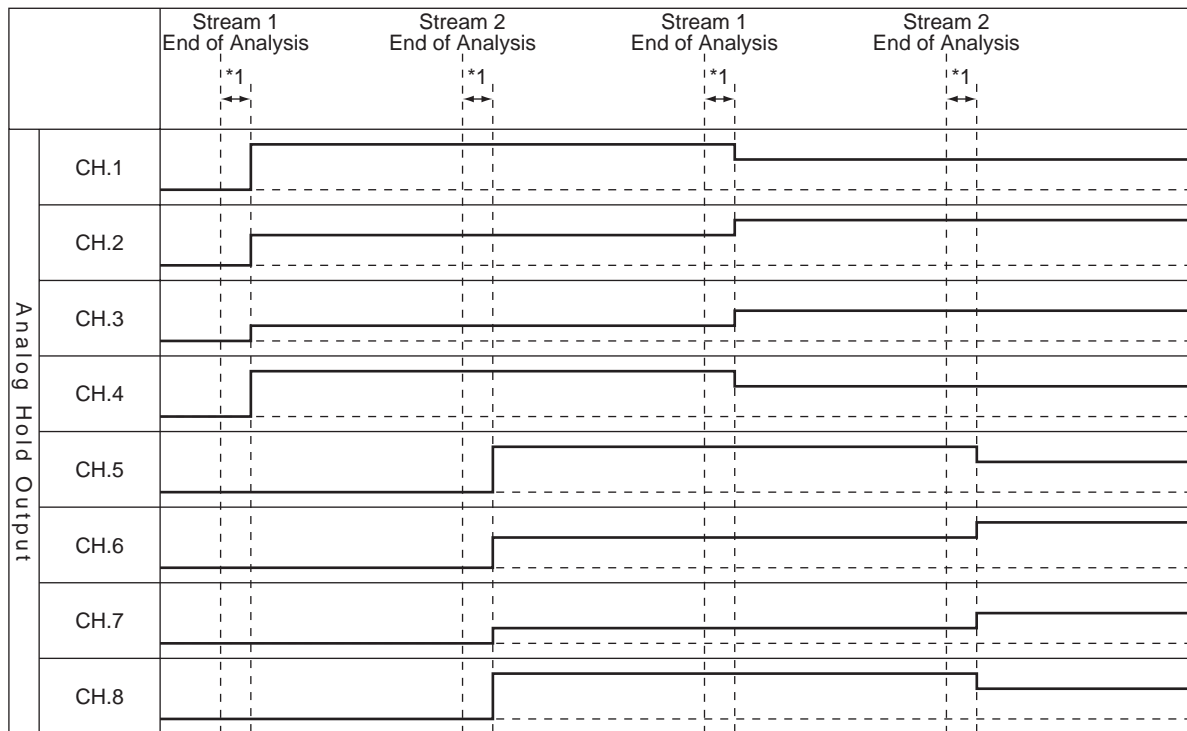 Stream 1
End of Analysis
Stream 2
End of Analysis
Stream 1
End of Analysis
Stream 2
End of Analysis
*1
*1
*1
*1
Analog Hold Output
CH.1
CH.2
CH.3
CH.4
CH.5
CH.6
CH.7
CH.8